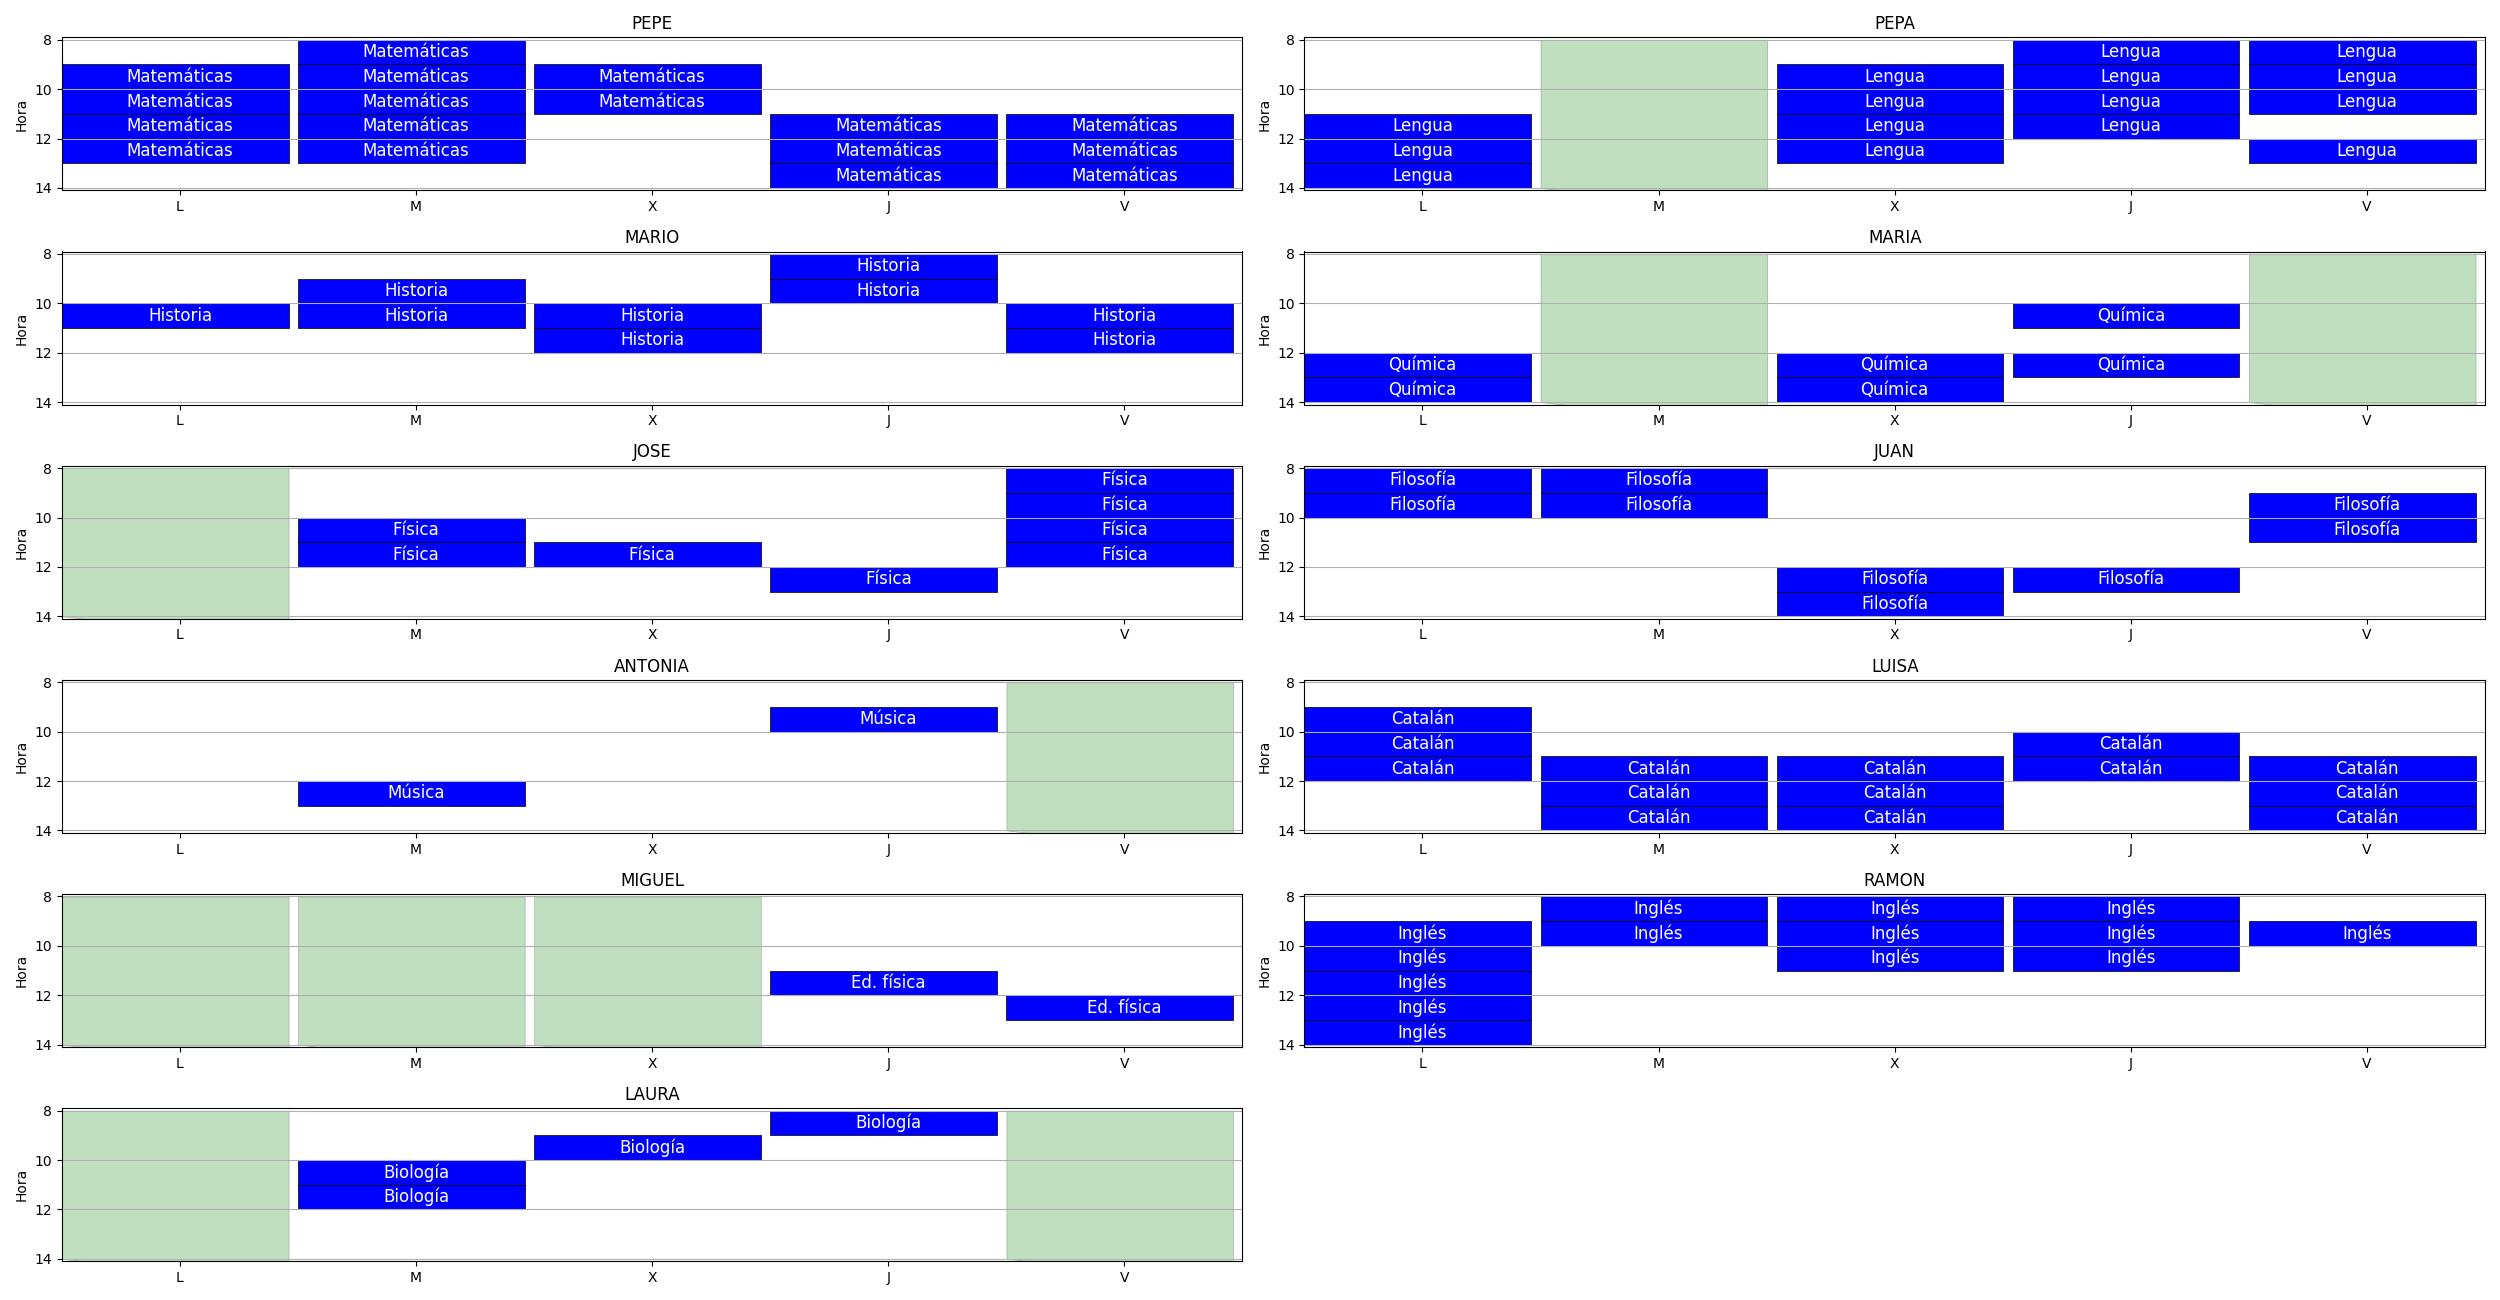 PEPE
8
Matemáticas
Matemáticas Matemáticas Matemáticas
10
Matemáticas Matemáticas Matemáticas
Hora
Matemáticas Matemáticas Matemáticas Matemáticas
12
Matemáticas Matemáticas Matemáticas Matemáticas
Matemáticas Matemáticas
14
L M X J V
PEPA
8
Lengua Lengua
Lengua Lengua Lengua
10
Lengua Lengua Lengua
Hora
Lengua Lengua Lengua
12
Lengua Lengua Lengua
Lengua
14
L M X J V
MARIO
8
Historia
Historia Historia
10
Historia Historia Historia Historia
Hora
Historia Historia
12
14
L M X J V
MARIA
8
10
Química
Hora
12
Química Química Química
Química Química
14
L M X J V
JOSE
8
Física
Física
10
Física Física
Hora
Física Física Física
12
Física
14
L M X J V
JUAN
8
Filosofía Filosofía
Filosofía Filosofía Filosofía
10
Filosofía
Hora
12
Filosofía Filosofía
Filosofía
14
L M X J V
ANTONIA
8
Música
10
Hora
12
Música
14
L M X J V
LUISA
8
Catalán
10
Catalán Catalán
Hora
Catalán Catalán Catalán Catalán Catalán
12
Catalán Catalán Catalán
Catalán Catalán Catalán
14
L M X J V
MIGUEL
8
10
Hora
Ed. física
12
Ed. física
14
L M X J V
RAMON
8
Inglés Inglés Inglés
Inglés Inglés Inglés Inglés Inglés
10
Inglés Inglés Inglés
Hora
Inglés
12
Inglés
Inglés
14
L M X J V
LAURA
8
Biología
Biología
10
Biología
Hora
Biología
12
14
L M X J V